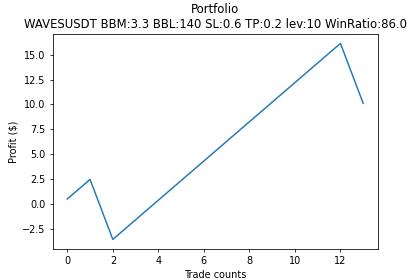 Portfolio
WAVESUSDT BBM:3.3 BBL:140 SL:0.6 TP:0.2 lev:10 WinRatio:86.0
15.0
12.5
10.0
7.5
5.0
2.5
0.0
−2.5
Profit ($)
0 2 4 6 8 10 12
Trade counts